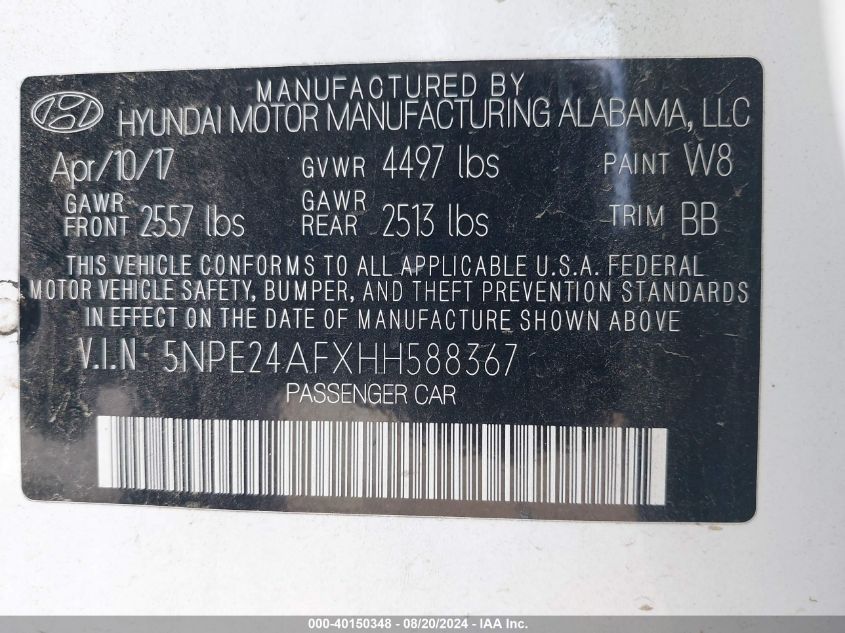 MANUFACTURED BY
HYUNDAI MOTOR MANUFACTURING ALABAMA, LLC
Apr/10/17 GVWR 4497 lbs PAINT W8
GAWR FRONT 2557 lbs GAWR REAR 2513 lbs TRIM BB
THIS VEHICLE CONFORMS TO ALL APPLICABLE U.S.A. FEDERAL
MOTOR VEHICLE SAFETY, BUMPER, AND THEFT PREVENTION STANDARDS
IN EFFECT ON THE DATE OF MANUFACTURE SHOWN ABOVE
V.I.N 5NPE24AFXHH588367
PASSENGER CAR
000-40150348 - 08/20/2024 - IAA Inc.